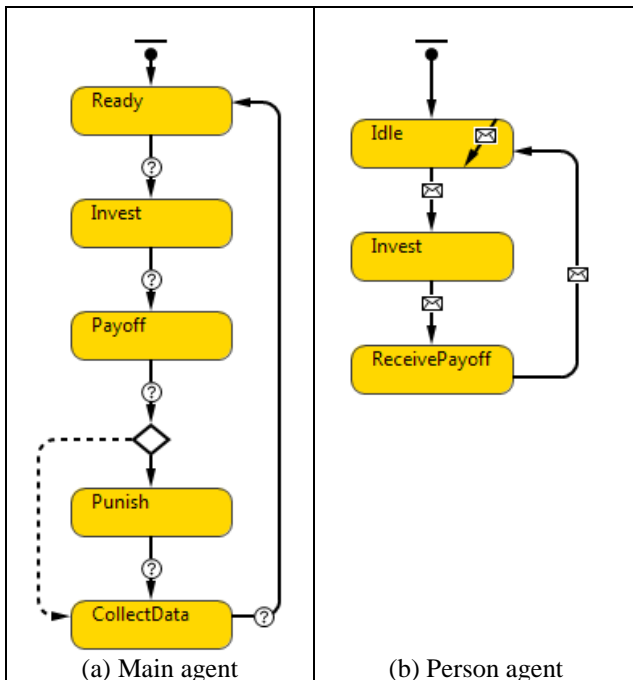 Ready
?
Invest
?
Payoff
?
Punish
?
CollectData
?
(a) Main agent
Idle
Invest
ReceivePayoff
(b) Person agent